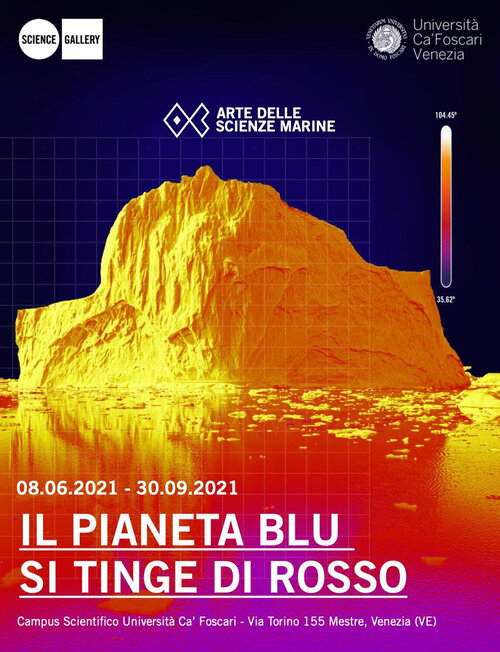 SCIENCE GALLERY
Università
Ca'Foscari
Venezia
ARTE DELLE
SCIENZE MARINE
104.45°
35.62°
08.06.2021 - 30.09.2021
IL PIANETA BLU
SI TINGE DI ROSSO
Campus Scientifico Università Ca' Foscari - Via Torino 155 Mestre, Venezia (VE)